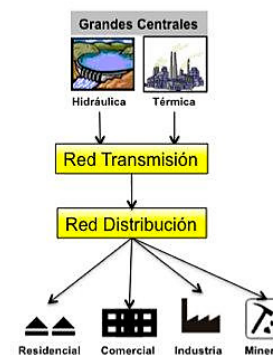 Grandes Centrales
Hidráulica Térmica
Red Transmisión
Red Distribución
Residencial Comercial Industria